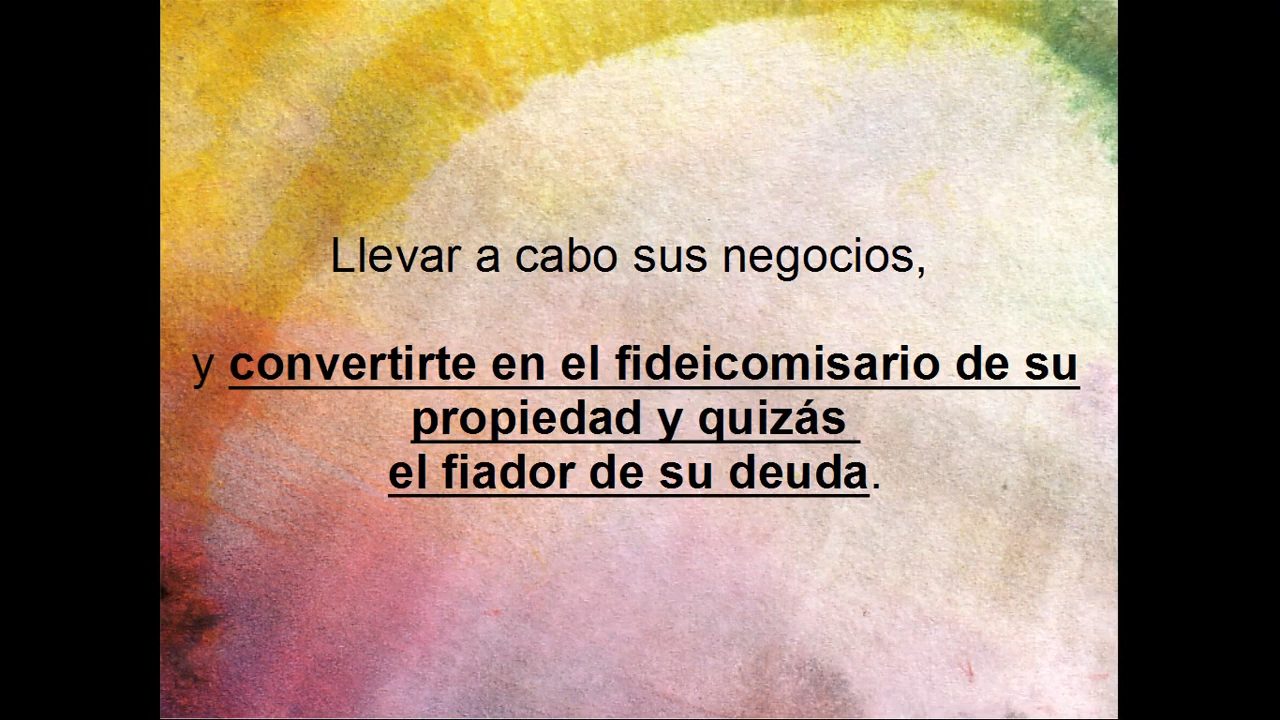 Llevar a cabo sus negocios,
y convertirte en el fideicomisario de su
propiedad y quizás
el fiador de su deuda.